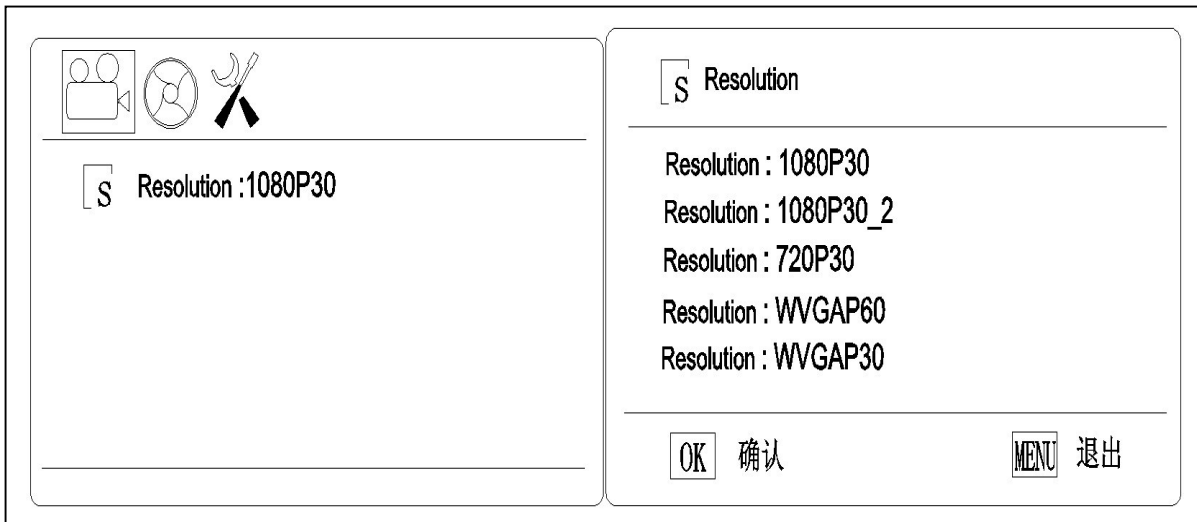 S Resolution :1080P30
S Resolution
Resolution : 1080P30
Resolution : 1080P30_2
Resolution : 720P30
Resolution : WVGAP60
Resolution : WVGAP30
OK 确认 MENU 退出